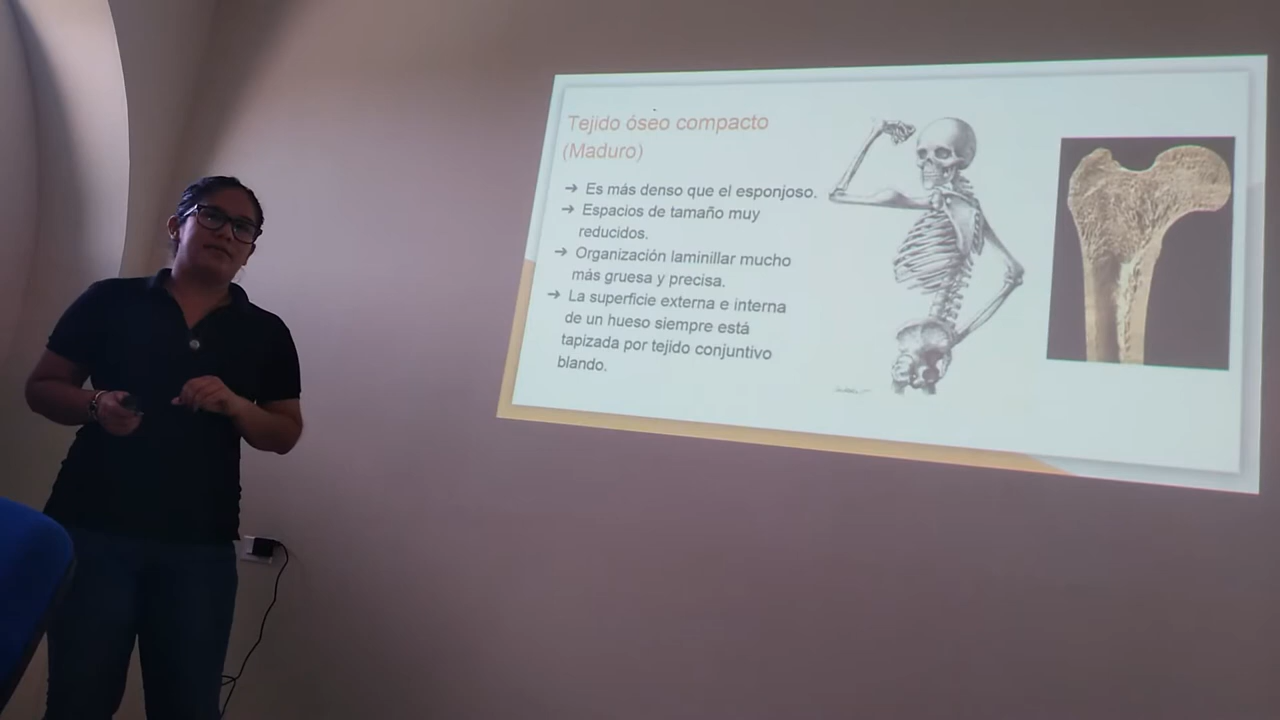 Tejido óseo compacto
(Maduro)
➔ Es más denso que el esponjoso.
➔ Espacios de tamaño muy
reducidos.
➔ Organización laminillar mucho
más gruesa y precisa.
➔ La superficie externa e interna
de un hueso siempre está
tapizada por tejido conjuntivo
blando.